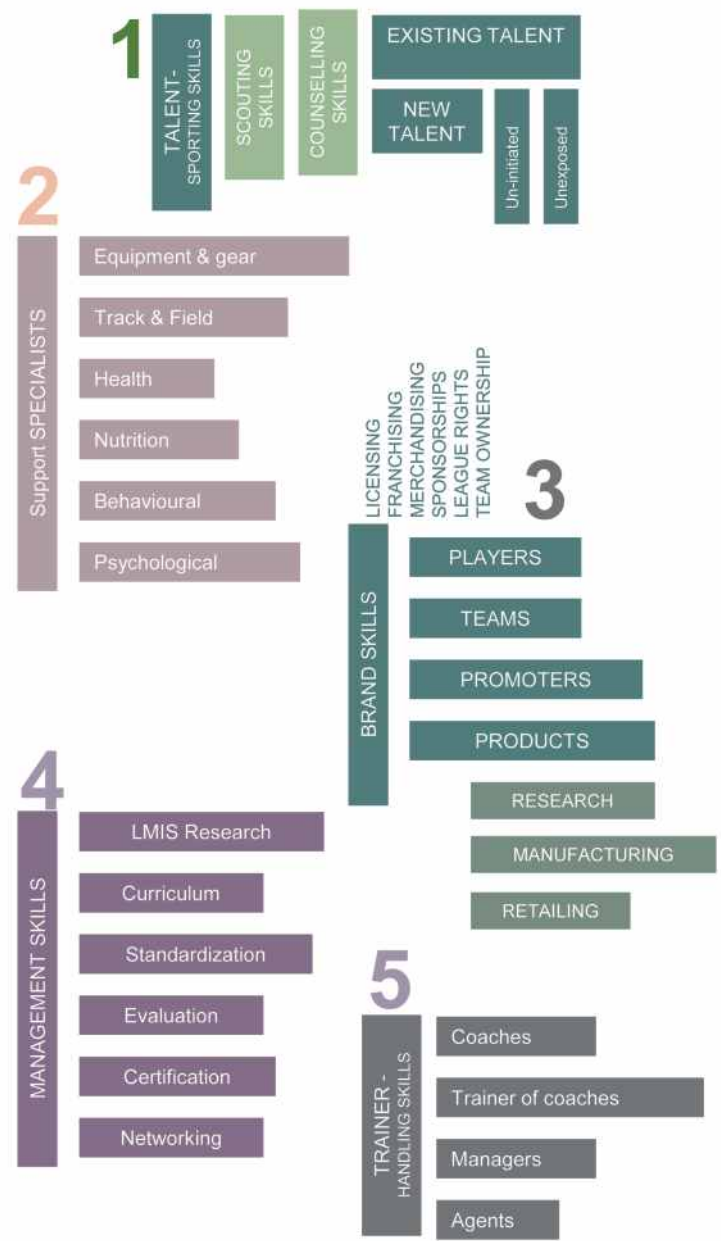 1
TALENT-
SPORTING SKILLS
SCOUTING
SKILLS
COUNSELLING
SKILLS
EXISTING TALENT
NEW
TALENT
Un-initiated
Unexposed
2
Support SPECIALISTS
Equipment & gear
Track & Field
Health
Nutrition
Behavioural
Psychological
LICENSING
FRANCHISING
MERCHANDISING
SPONSORSHIPS
LEAGUE RIGHTS
TEAM OWNERSHIP
3
BRAND SKILLS
PLAYERS
TEAMS
PROMOTERS
PRODUCTS
RESEARCH
MANUFACTURING
RETAILING
4
MANAGEMENT SKILLS
LMIS Research
Curriculum
Standardization
Evaluation
Certification
Networking
5
TRAINER -
HANDLING SKILLS
Coaches
Trainer of coaches
Managers
Agents